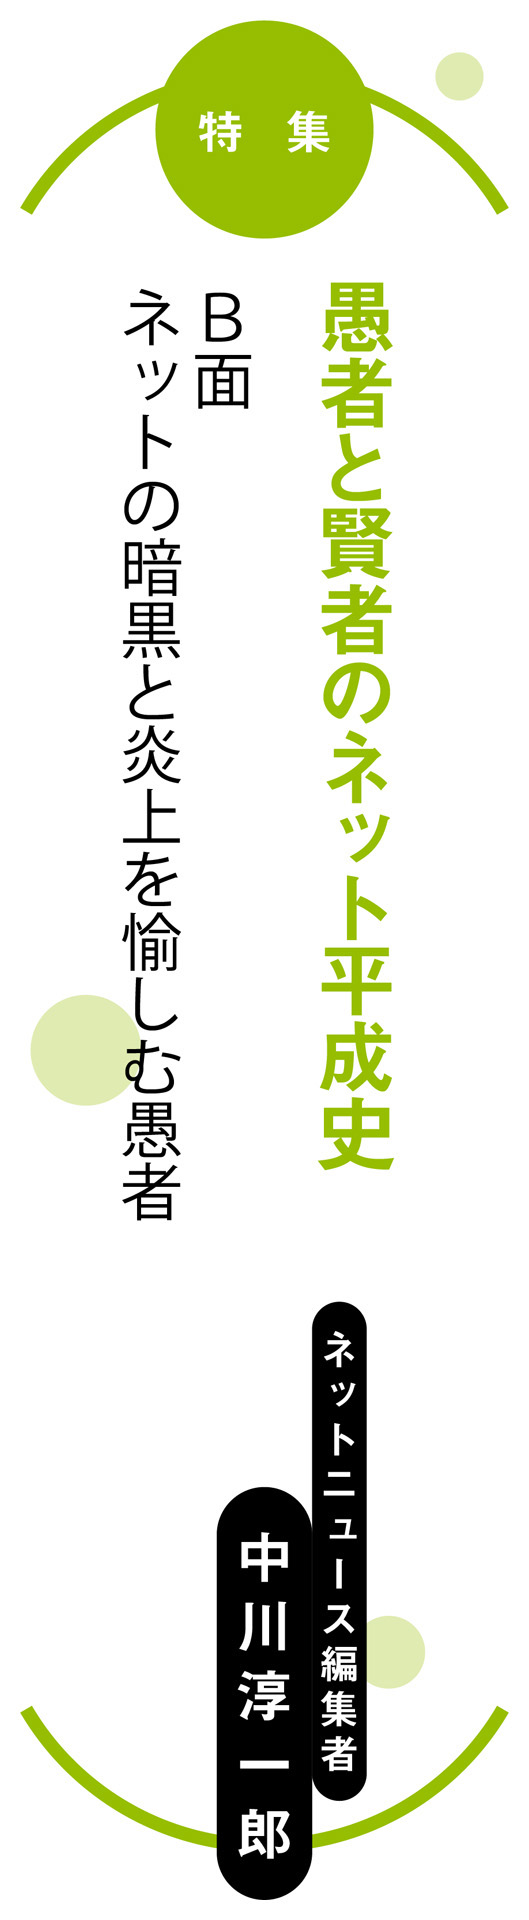 特 集
愚者と賢者のネット平成史
B面
ネットの暗黒と炎上を愉しむ愚者
ネットニュース編集者
中川淳一郎